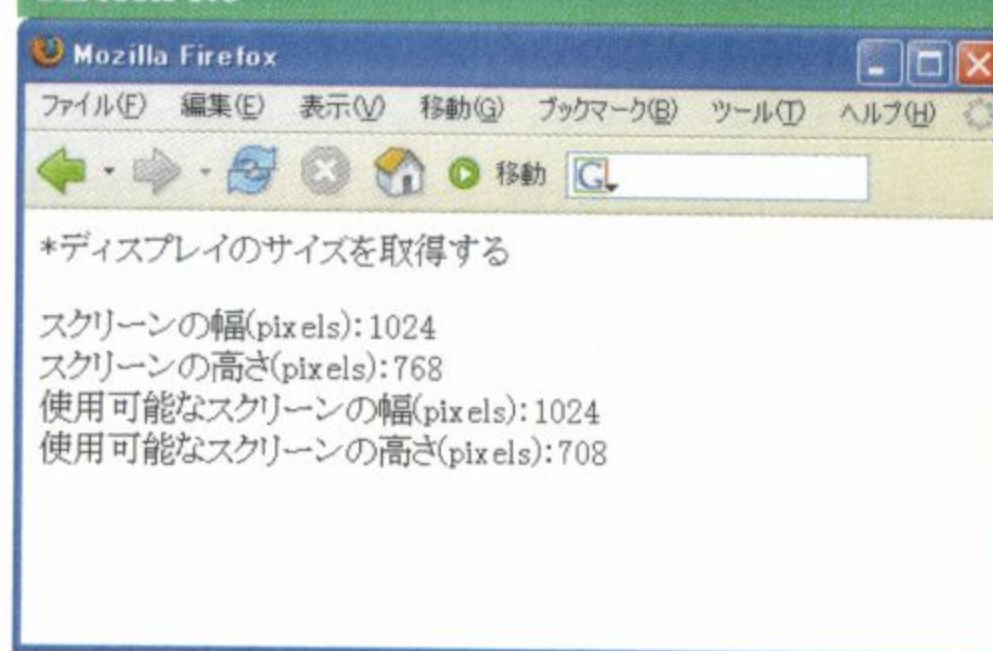 Mozilla Firefox
ファイル(F) 編集(E) 表示(V) 移動(G) ブックマーク(B) ツール(T) ヘルプ(H)
移動 G
*ディスプレイのサイズを取得する
スクリーンの幅(pixels):1024
スクリーンの高さ(pixels):768
使用可能なスクリーンの幅(pixels):1024
使用可能なスクリーンの高さ(pixels):708